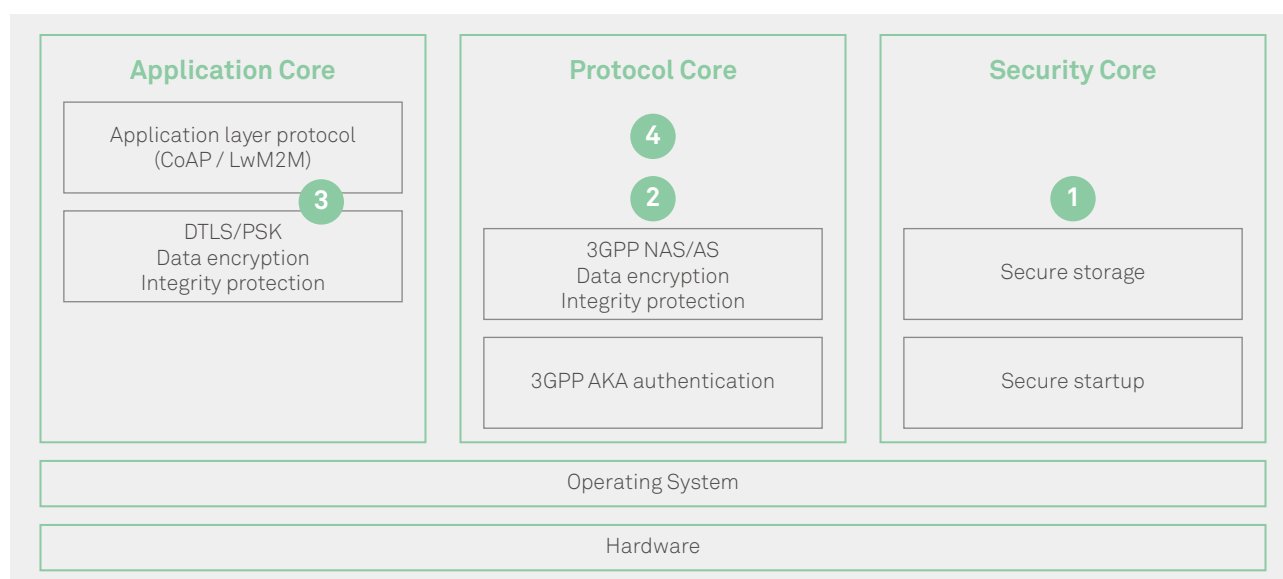 Application Core
Application layer protocol
(CoAP / LwM2M)
3
DTLS/PSK
Data encryption
Integrity protection
Protocol Core
4
2
3GPP NAS/AS
Data encryption
Integrity protection
3GPP AKA authentication
Security Core
1
Secure storage
Secure startup
Operating System
Hardware